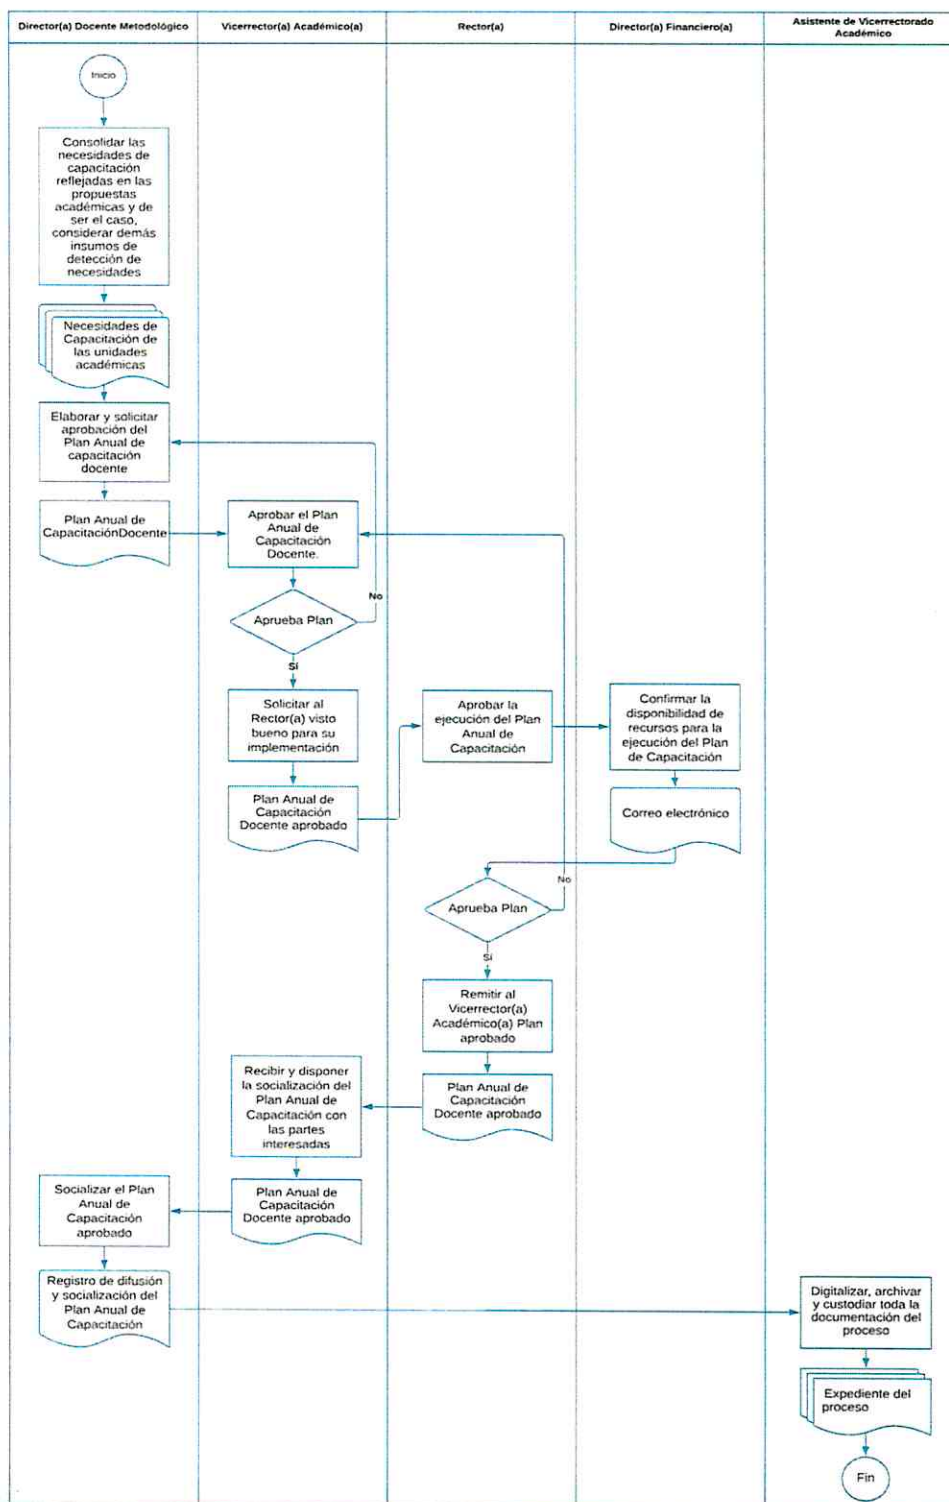 Director(a) Docente Metodológico
Vicerrector(a) Académico(a)
Rector(a)
Director(a) Financiero(a)
Asistente de Vicerrectorado
Académico
Inicio
Consolidar las
necesidades de
capacitación
reflejadas en las
propuestas
académicas y de
ser el caso,
considerar demás
insumos de
detección de
necesidades
Necesidades de
Capacitación de
las unidades
académicas
Elaborar y solicitar
aprobación del
Plan Anual de
capacitación
docente
Plan Anual de
CapacitaciónDocente
Aprobar el Plan
Anual de
Capacitación
Docente.
No
Aprueba Plan
Sí
Solicitar al
Rector(a) visto
bueno para su
implementación
Aprobar la
ejecución del Plan
Anual de
Capacitación
Confirmar la
disponibilidad de
recursos para la
ejecución del Plan
de Capacitación
Plan Anual de
Capacitación
Docente aprobado
Correo electrónico
No
Aprueba Plan
Sí
Remitir al
Vicerrector(a)
Académico(a) Plan
aprobado
Recibir y disponer
la socialización del
Plan Anual de
Capacitación con
las partes
interesadas
Plan Anual de
Capacitación
Docente aprobado
Socializar el Plan
Anual de
Capacitación
aprobado
Plan Anual de
Capacitación
Docente aprobado
Registro de difusión
y socialización del
Plan Anual de
Capacitación
Digitalizar, archivar
y custodiar toda la
documentación del
proceso
Expediente del
proceso
Fin